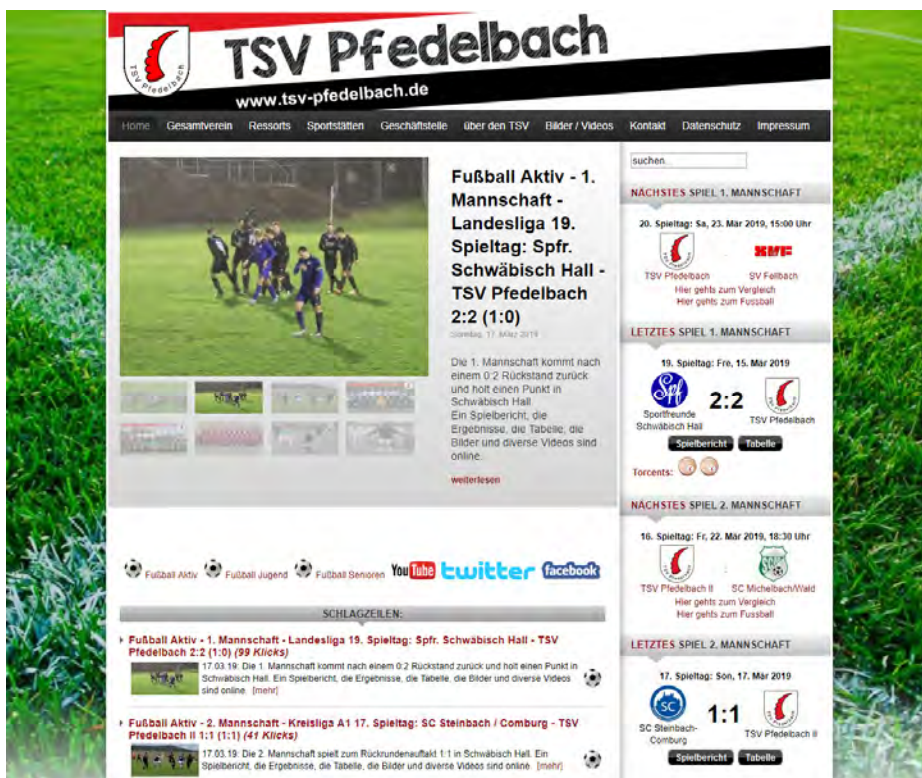 TSV Pfedelbach
TSV Pfedelbach
www.tsv-pfedelbach.de
Home Gesamtverein Ressorts Sportstätten Geschäftstelle über den TSV Bilder / Videos Kontakt Datenschutz Impressum
Fußball Aktiv - 1.
Mannschaft -
Landesliga 19.
Spieltag: Spfr.
Schwäbisch Hall -
TSV Pfedelbach
2:2 (1:0)
Sonntag, 17. März 2019
Die 1. Mannschaft kommt nach
einem 0:2 Rückstand zurück
und holt einen Punkt in
Schwäbisch Hall.
Ein Spielbericht, die
Ergebnisse, die Tabelle, die
Bilder und diverse Videos sind
online.
weiterlesen
Fußball Aktiv Fußball Jugend Fußball Senioren YouTube twitter facebook
SCHLAGZEILEN:
Fußball Aktiv - 1. Mannschaft - Landesliga 19. Spieltag: Spfr. Schwäbisch Hall - TSV
Pfedelbach 2:2 (1:0) (99 Klicks)
17.03.19: Die 1. Mannschaft kommt nach einem 0:2 Rückstand zurück und holt einen Punkt in
Schwäbisch Hall. Ein Spielbericht, die Ergebnisse, die Tabelle, die Bilder und diverse Videos
sind online. [mehr]
Fußball Aktiv - 2. Mannschaft - Kreisliga A1 17. Spieltag: SC Steinbach / Comburg - TSV
Pfedelbach II 1:1 (1:1) (41 Klicks)
17.03.19: Die 2. Mannschaft spielt zum Rückrundenauftakt 1:1 in Schwäbisch Hall. Ein
Spielbericht, die Ergebnisse, die Tabelle, die Bilder und diverse Videos sind online. [mehr]
suchen...
NÄCHSTES SPIEL 1. MANNSCHAFT
20. Spieltag: Sa, 23. Mär 2019, 15:00 Uhr
TSV Pfedelbach SV Fellbach
Hier gehts zum Vergleich
Hier gehts zum Fussball
LETZTES SPIEL 1. MANNSCHAFT
19. Spieltag: Fre, 15. Mär 2019
Spf
2:2
Sportfreunde
Schwäbisch Hall
TSV Pfedelbach
Spielbericht Tabelle
Torcents:
NÄCHSTES SPIEL 2. MANNSCHAFT
16. Spieltag: Fr, 22. Mär 2019, 18:30 Uhr
TSV Pfedelbach II SC Michelbach/Wald
Hier gehts zum Vergleich
Hier gehts zum Fussball
LETZTES SPIEL 2. MANNSCHAFT
17. Spieltag: Son, 17. Mär 2019
SC
1:1
SC Steinbach-
Comburg
TSV Pfedelbach II
Spielbericht Tabelle